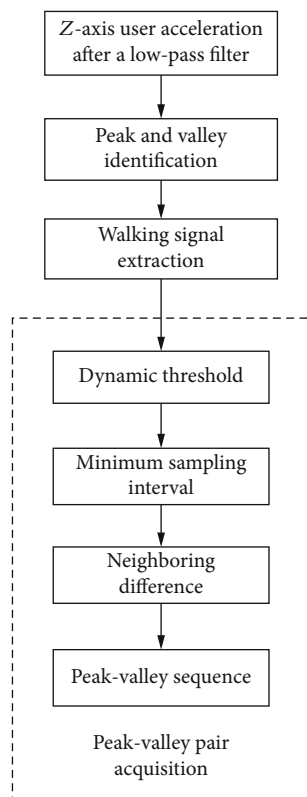 Z-axis user acceleration
after a low-pass filter
Peak and valley
identification
Walking signal
extraction
Dynamic threshold
Minimum sampling
interval
Neighboring
difference
Peak-valley sequence
Peak-valley pair
acquisition